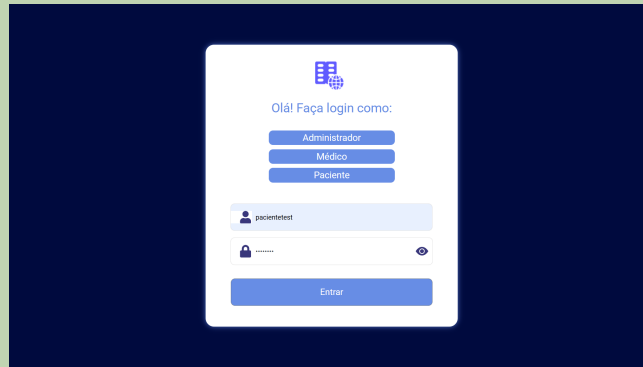 Olá! Faça login como:
Administrador
Médico
Paciente
pacientetest
••••••••
Entrar